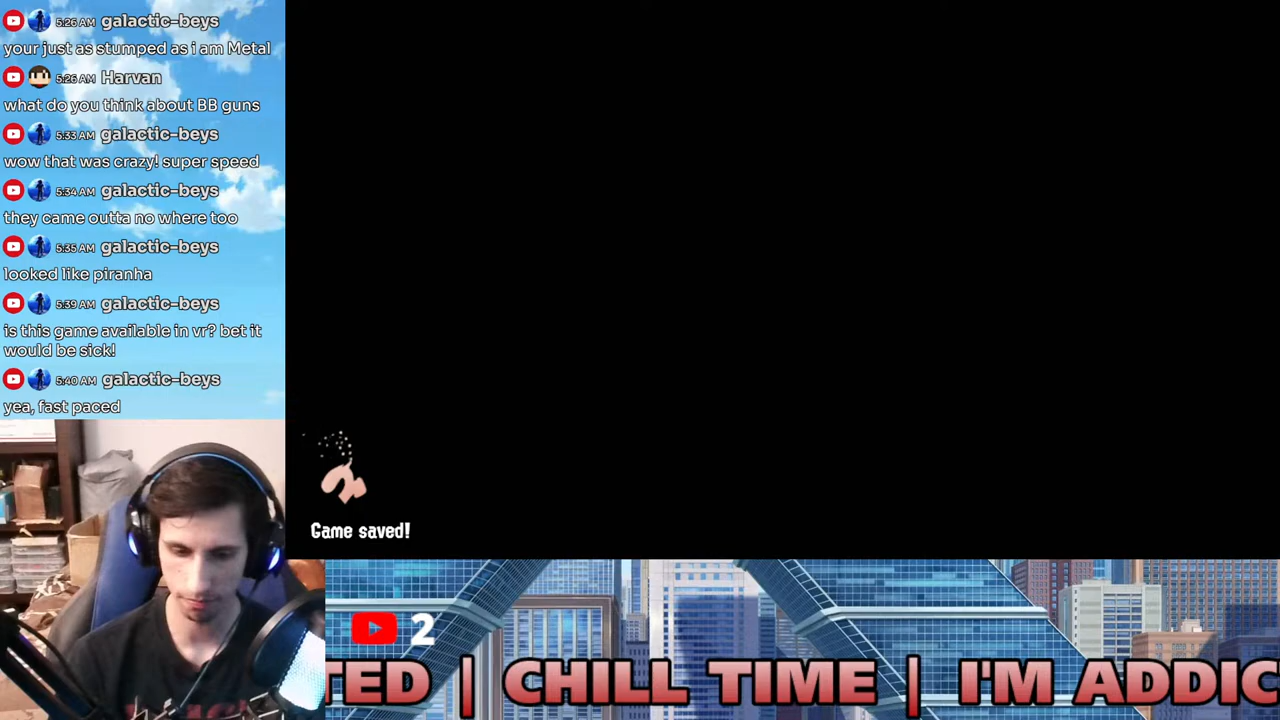 5:26 AM galactic-beys
your just as stumped as i am Metal
5:26 AM Harvan
what do you think about BB guns
5:33 AM galactic-beys
wow that was crazy! super speed
5:34 AM galactic-beys
they came outta no where too
5:35 AM galactic-beys
looked like piranha
5:39 AM galactic-beys
is this game available in vr? bet it
would be sick!
5:40 AM galactic-beys
yea, fast paced
Game saved!
2
TED | CHILL TIME | I'M ADDIC